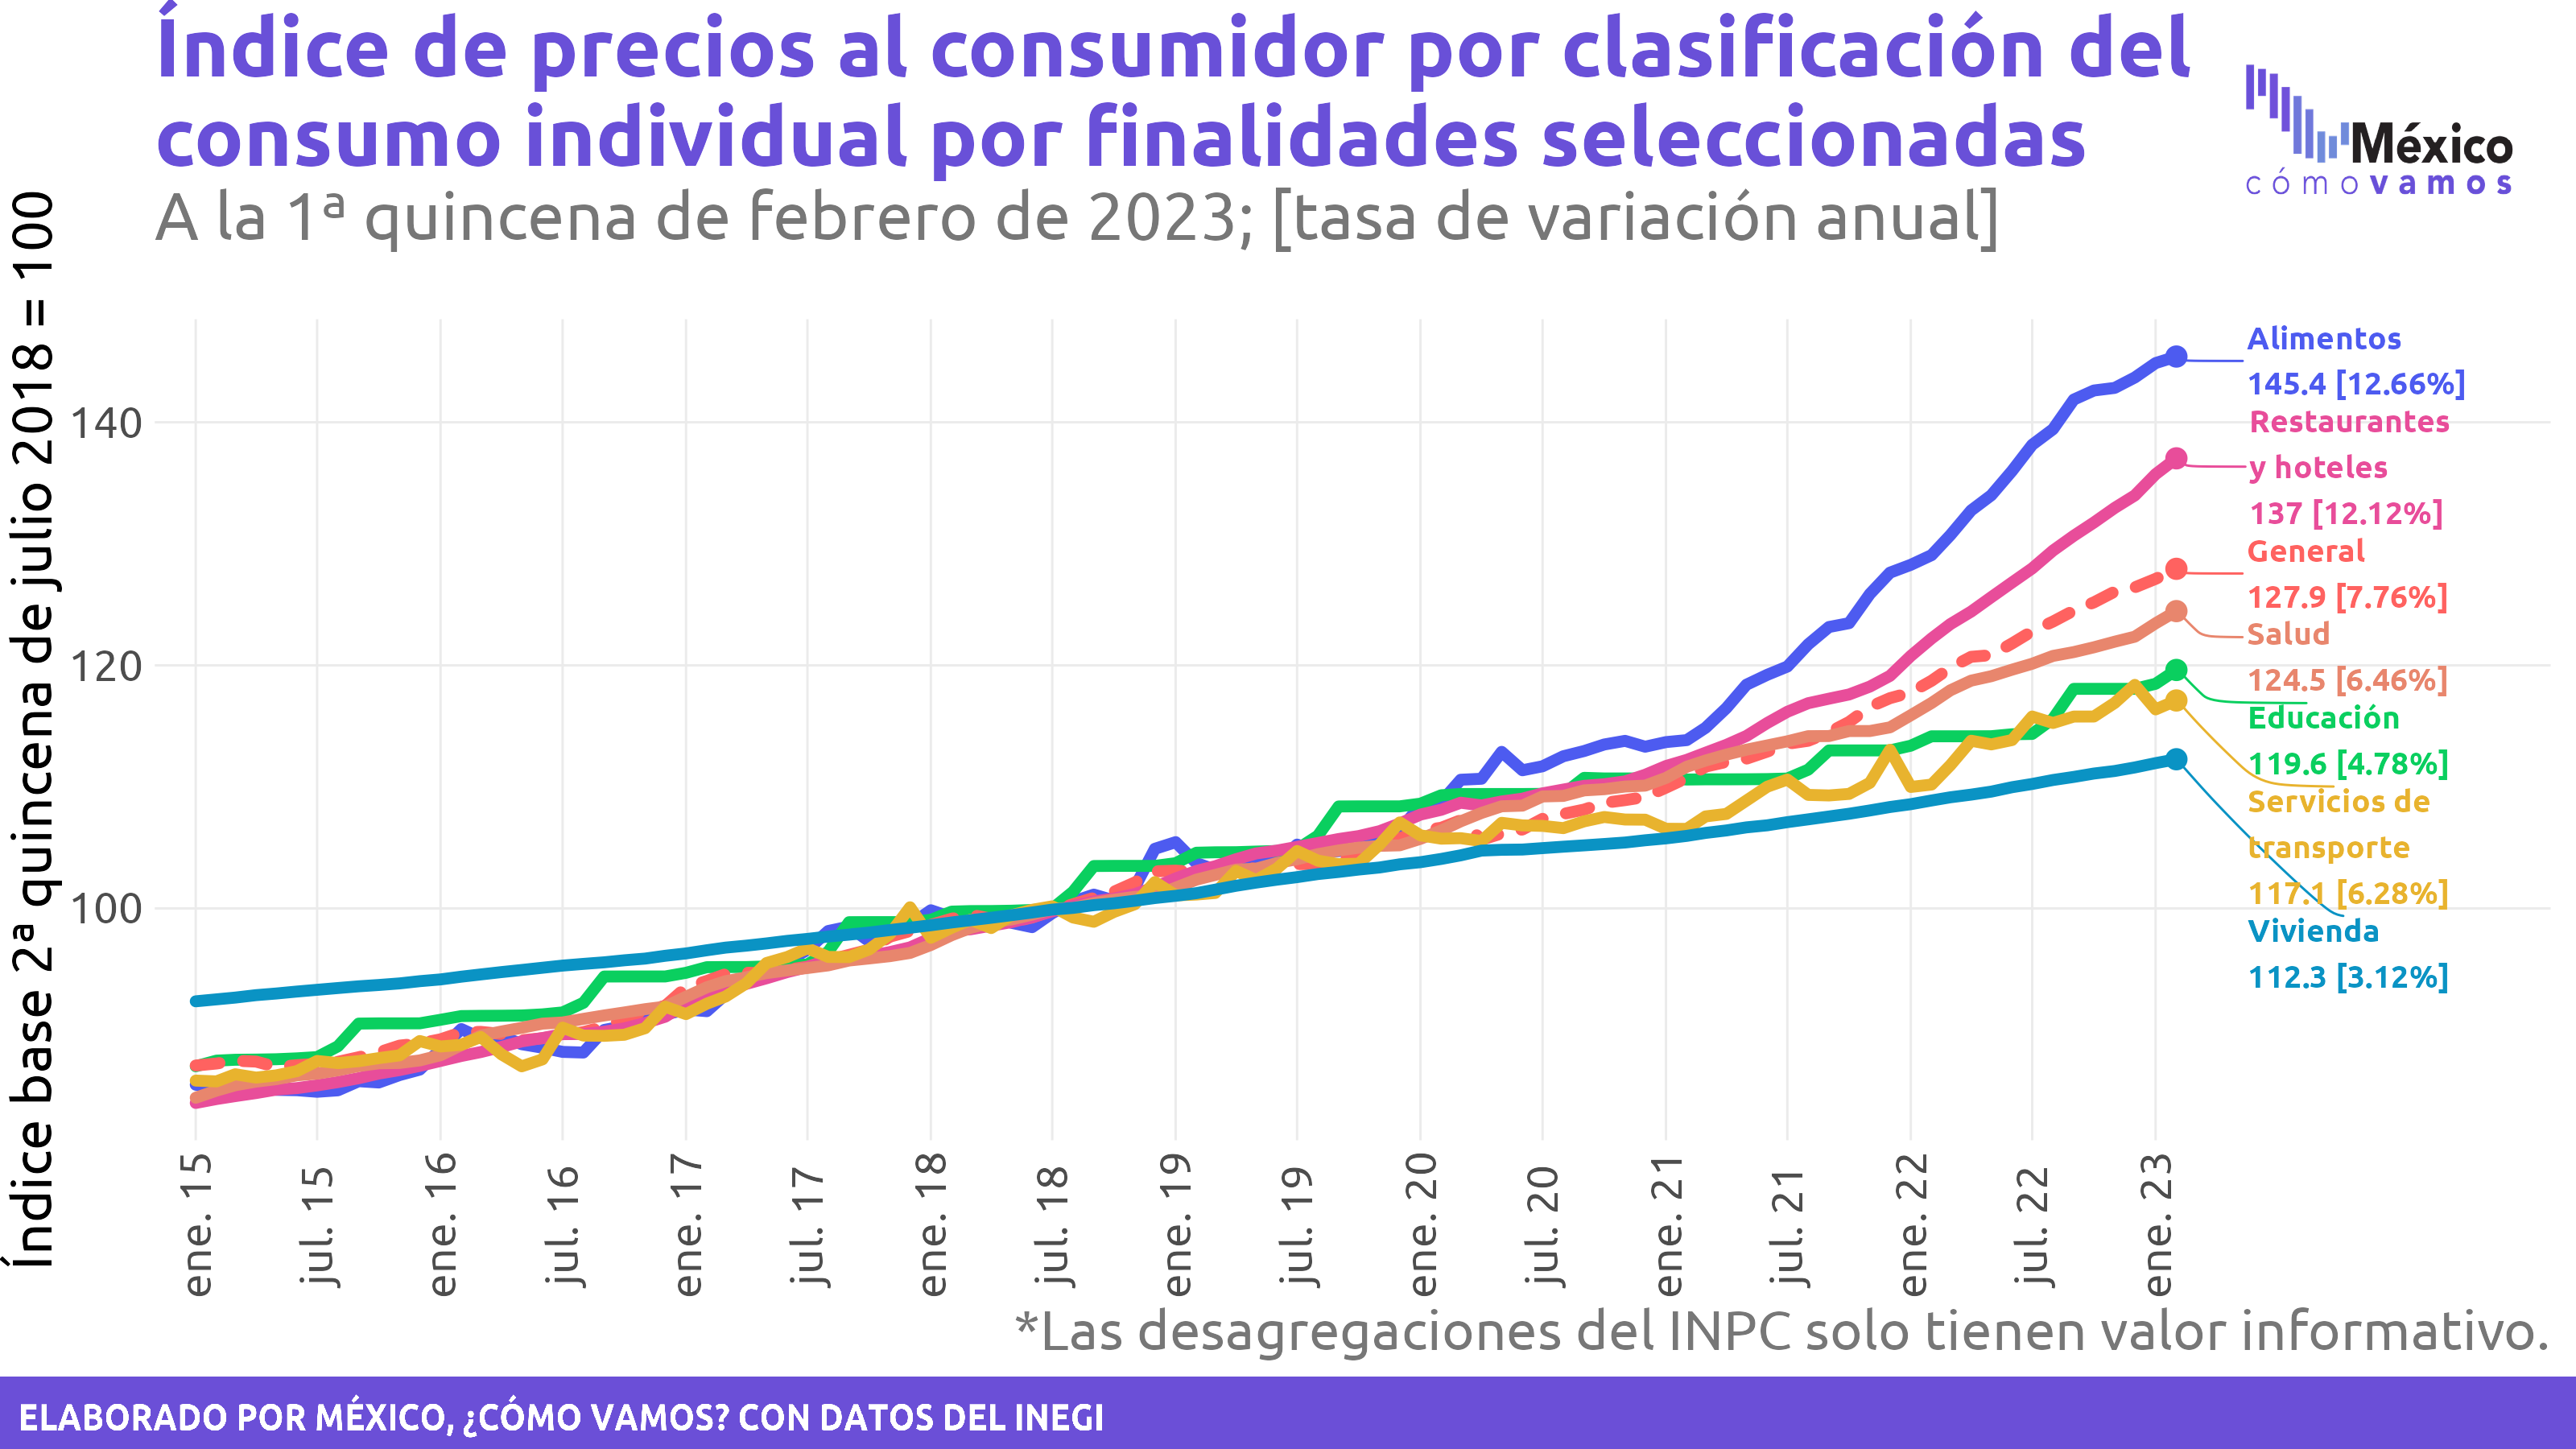 Índice de precios al consumidor por clasificación del
consumo individual por finalidades seleccionadas
A la 1ª quincena de febrero de 2023; [tasa de variación anual]
México
cómo vamos
Índice base 2ª quincena de julio 2018 = 100
140
120
100
Alimentos
145.4 [12.66%]
Restaurantes
y hoteles
137 [12.12%]
General
127.9 [7.76%]
Salud
124.5 [6.46%]
Educación
119.6 [4.78%]
Servicios de
transporte
117.1 [6.28%]
Vivienda
112.3 [3.12%]
ene. 15
jul. 15
ene. 16
jul. 16
ene. 17
jul. 17
ene. 18
jul. 18
ene. 19
jul. 19
ene. 20
jul. 20
ene. 21
jul. 21
ene. 22
jul. 22
ene. 23
*Las desagregaciones del INPC solo tienen valor informativo.
ELABORADO POR MÉXICO, ¿CÓMO VAMOS? CON DATOS DEL INEGI